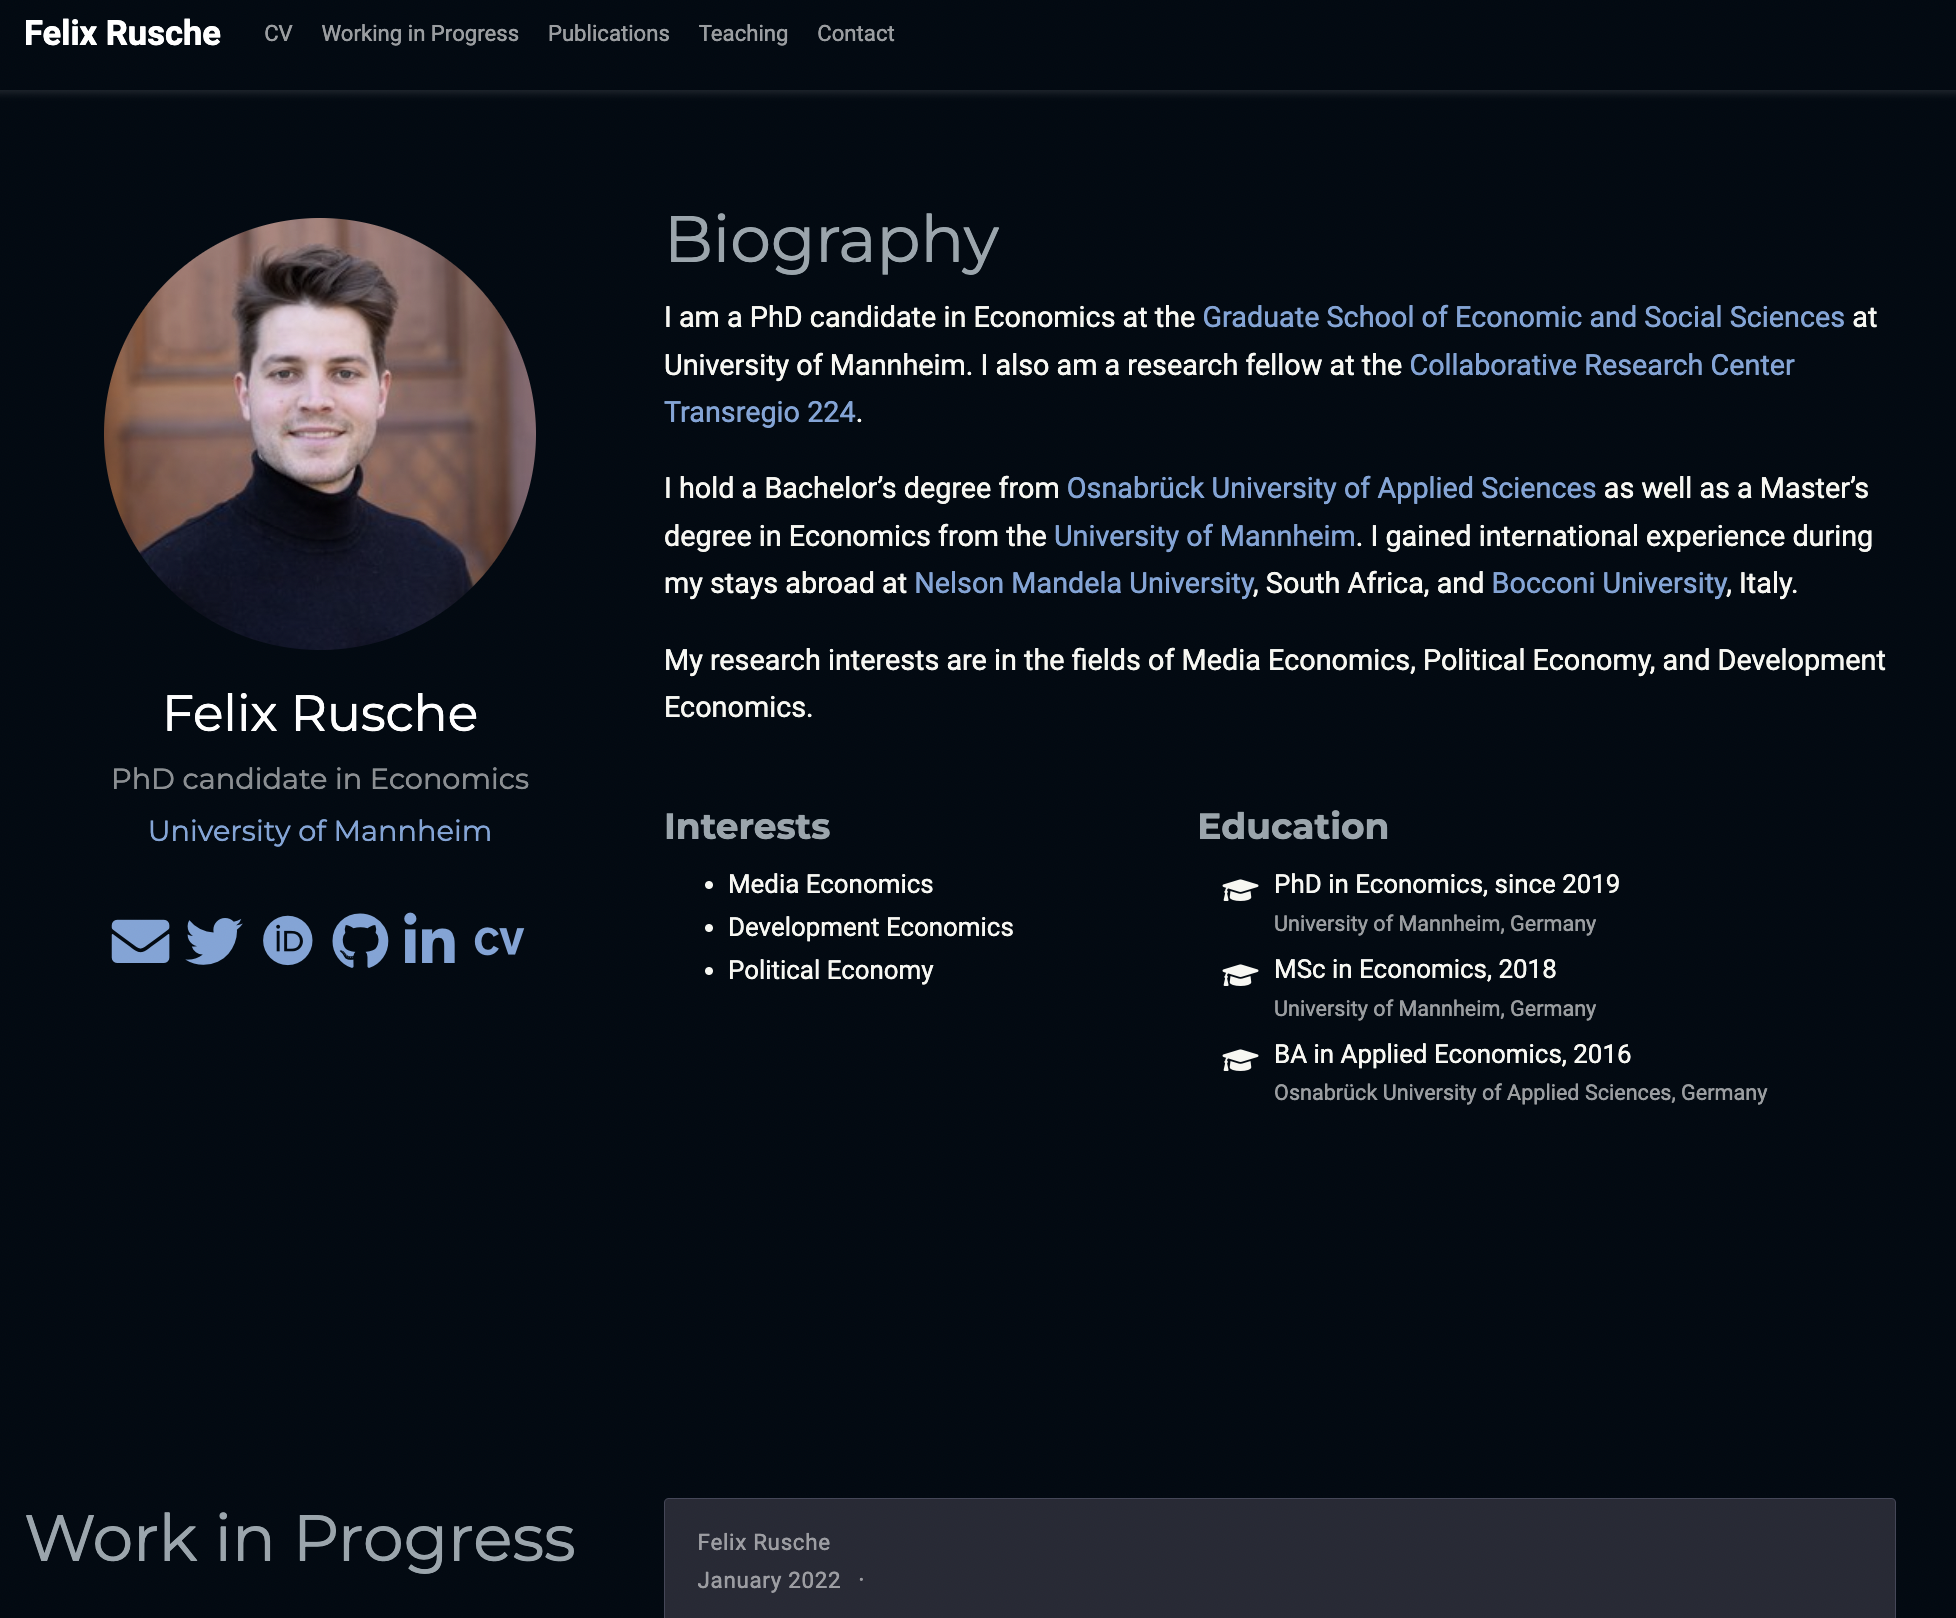 Felix Rusche
CV
Working in Progress
Publications
Teaching
Contact
Felix Rusche
PhD candidate in Economics
University of Mannheim
iD
in
CV
Biography
I am a PhD candidate in Economics at the Graduate School of Economic and Social Sciences at
University of Mannheim. I also am a research fellow at the Collaborative Research Center
Transregio 224.
I hold a Bachelor’s degree from Osnabrück University of Applied Sciences as well as a Master’s
degree in Economics from the University of Mannheim. I gained international experience during
my stays abroad at Nelson Mandela University, South Africa, and Bocconi University, Italy.
My research interests are in the fields of Media Economics, Political Economy, and Development
Economics.
Interests
• Media Economics
• Development Economics
• Political Economy
Education
PhD in Economics, since 2019
University of Mannheim, Germany
MSc in Economics, 2018
University of Mannheim, Germany
BA in Applied Economics, 2016
Osnabrück University of Applied Sciences, Germany
Work in Progress
Felix Rusche
January 2022 ·